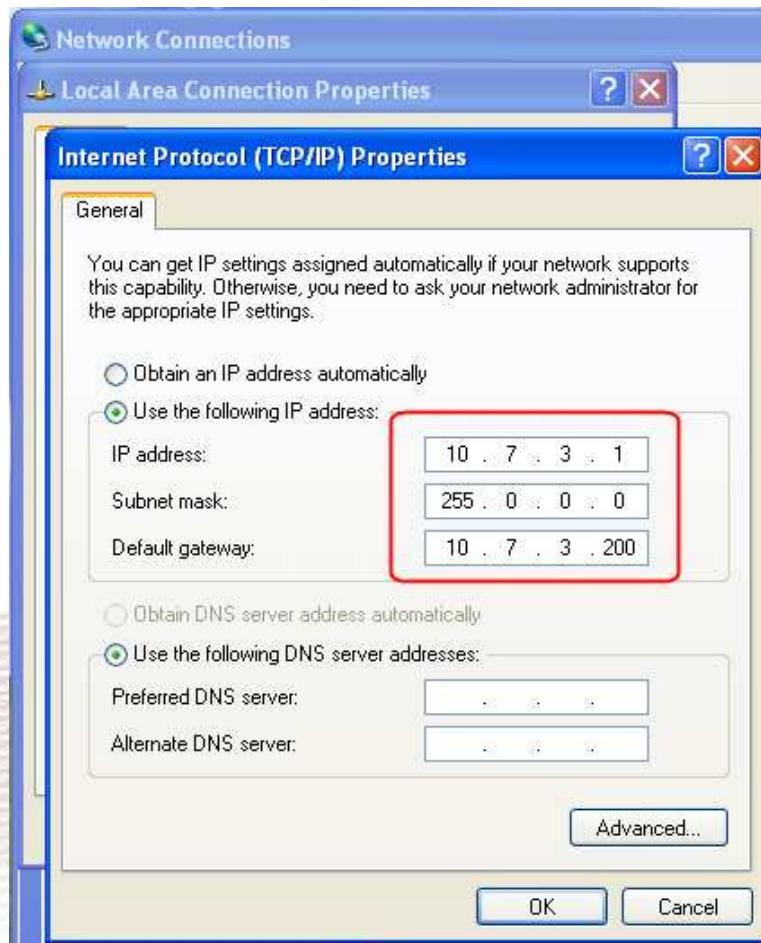 Network Connections
Local Area Connection Properties
Internet Protocol (TCP/IP) Properties
General
You can get IP settings assigned automatically if your network supports
this capability. Otherwise, you need to ask your network administrator for
the appropriate IP settings.
Obtain an IP address automatically
Use the following IP address:
IP address: 10 . 7 . 3 . 1
Subnet mask: 255 . 0 . 0 . 0
Default gateway: 10 . 7 . 3 . 200
Obtain DNS server address automatically
Use the following DNS server addresses:
Preferred DNS server: . . .
Alternate DNS server: . . .
Advanced...
OK Cancel